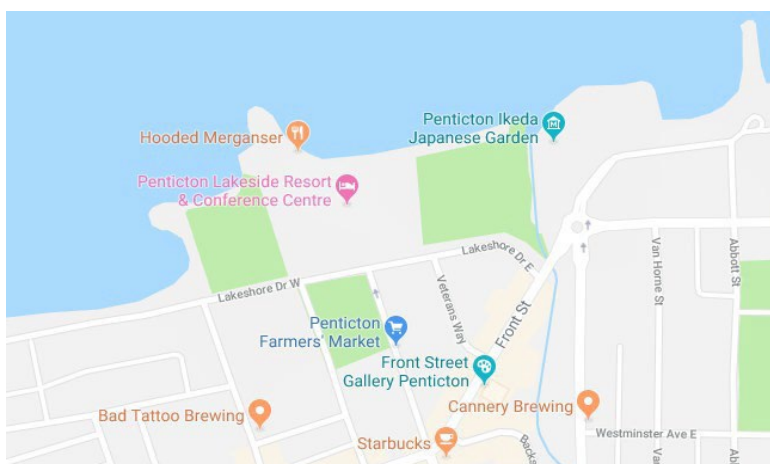 Penticton Ikeda
Japanese Garden
Hooded Merganser
Penticton Lakeside Resort
& Conference Centre
Lakeshore Dr E
Lakeshore Dr W
Van Horne St
Abbott St
Veterans Way
Front St
Penticton
Farmers' Market
Front Street
Gallery Penticton
Bad Tattoo Brewing
Cannery Brewing
Starbucks
Westminster Ave E